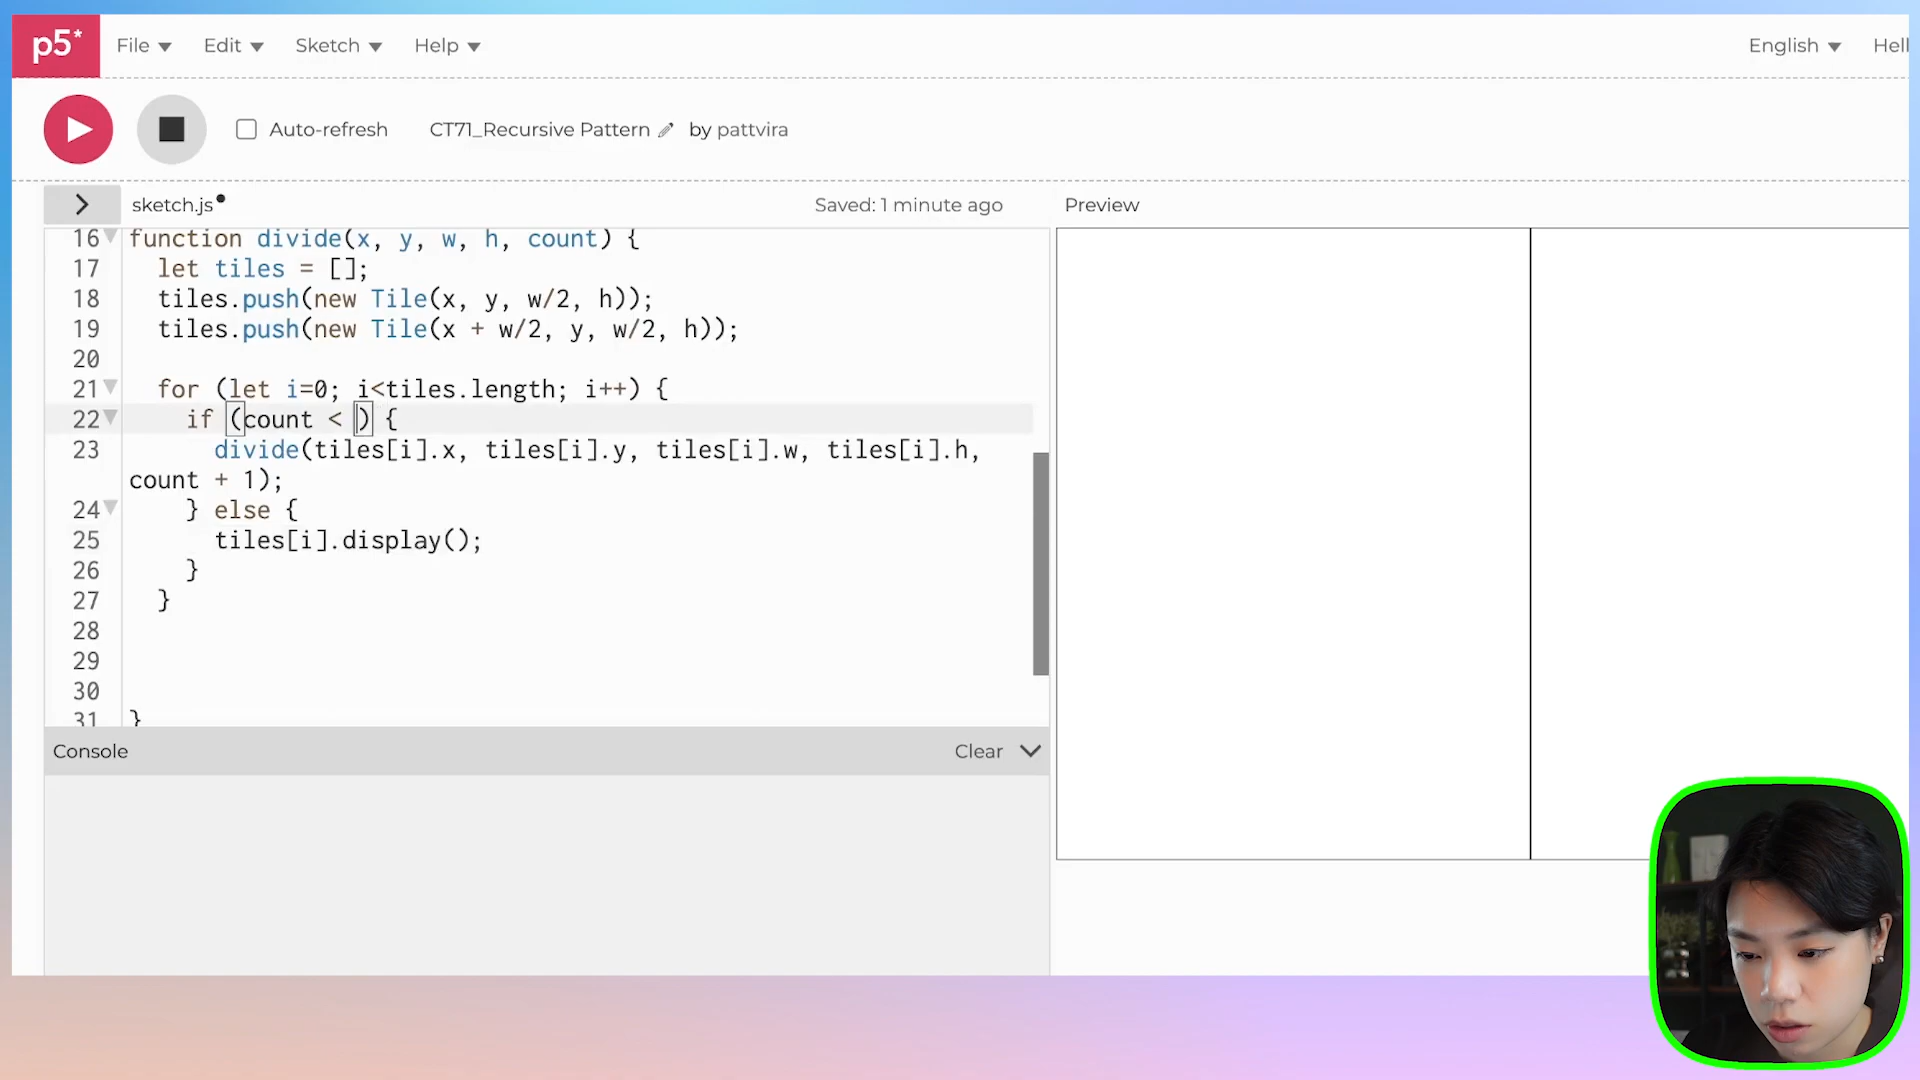 p5* File Edit Sketch Help English Hell
Auto-refresh CT71_Recursive Pattern by pattvira
sketch.js Saved: 1 minute ago Preview
16 function divide(x, y, w, h, count) {
17 let tiles = [];
18 tiles.push(new Tile(x, y, w/2, h));
19 tiles.push(new Tile(x + w/2, y, w/2, h));
20
21 for (let i=0; i<tiles.length; i++) {
22 if (count < ) {
23 divide(tiles[i].x, tiles[i].y, tiles[i].w, tiles[i].h,
count + 1);
24 } else {
25 tiles[i].display();
26 }
27 }
28
29
30
31 }
Console Clear